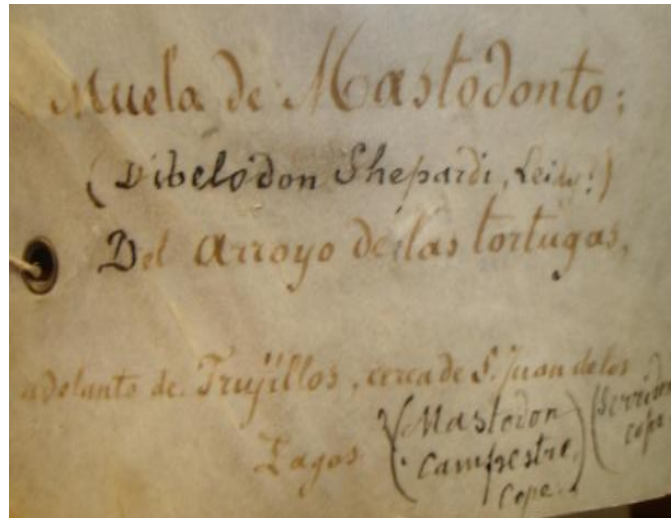 Muela de Mastodonto:
(Dibelodon Shepardi, Leidy.)
Del Arroyo de las tortugas,
adelante de Trujillos, cerca de S. Juan de los
Lagos (Mastodon
Campestre,
Cope.)
Cope